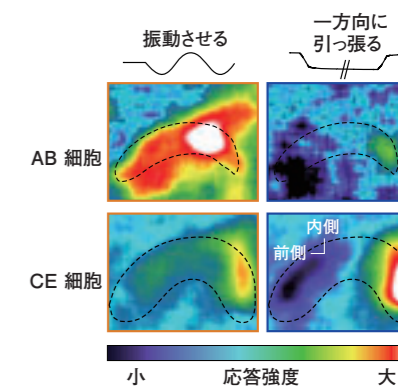 振動させる
一方向に
引っ張る
AB 細胞
CE 細胞
内側
前側
小
応答強度
大